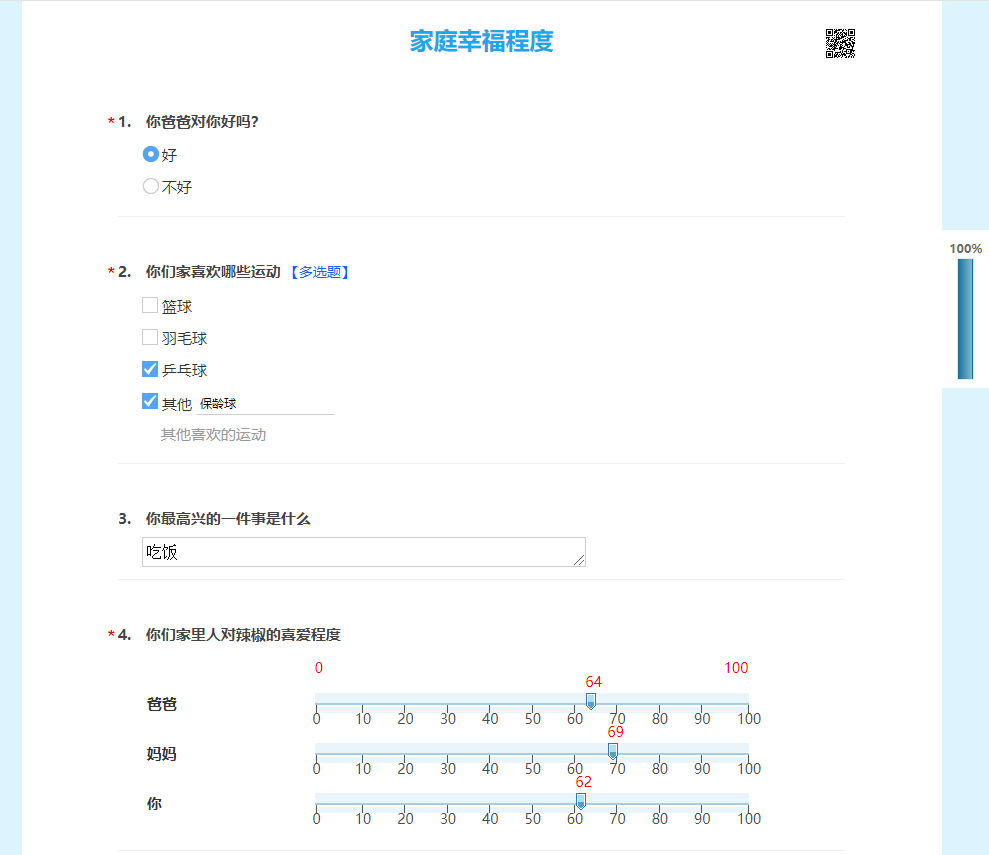 家庭幸福程度
* 1. 你爸爸对你好吗?
好
不好
* 2. 你们家喜欢哪些运动 【多选题】
100%
篮球
羽毛球
乒乓球
其他 保龄球
其他喜欢的运动
3. 你最高兴的一件事是什么
吃饭
* 4. 你们家里人对辣椒的喜爱程度
0 100
64
爸爸
0 10 20 30 40 50 60 70 80 90 100
69
妈妈
0 10 20 30 40 50 60 70 80 90 100
62
你
0 10 20 30 40 50 60 70 80 90 100